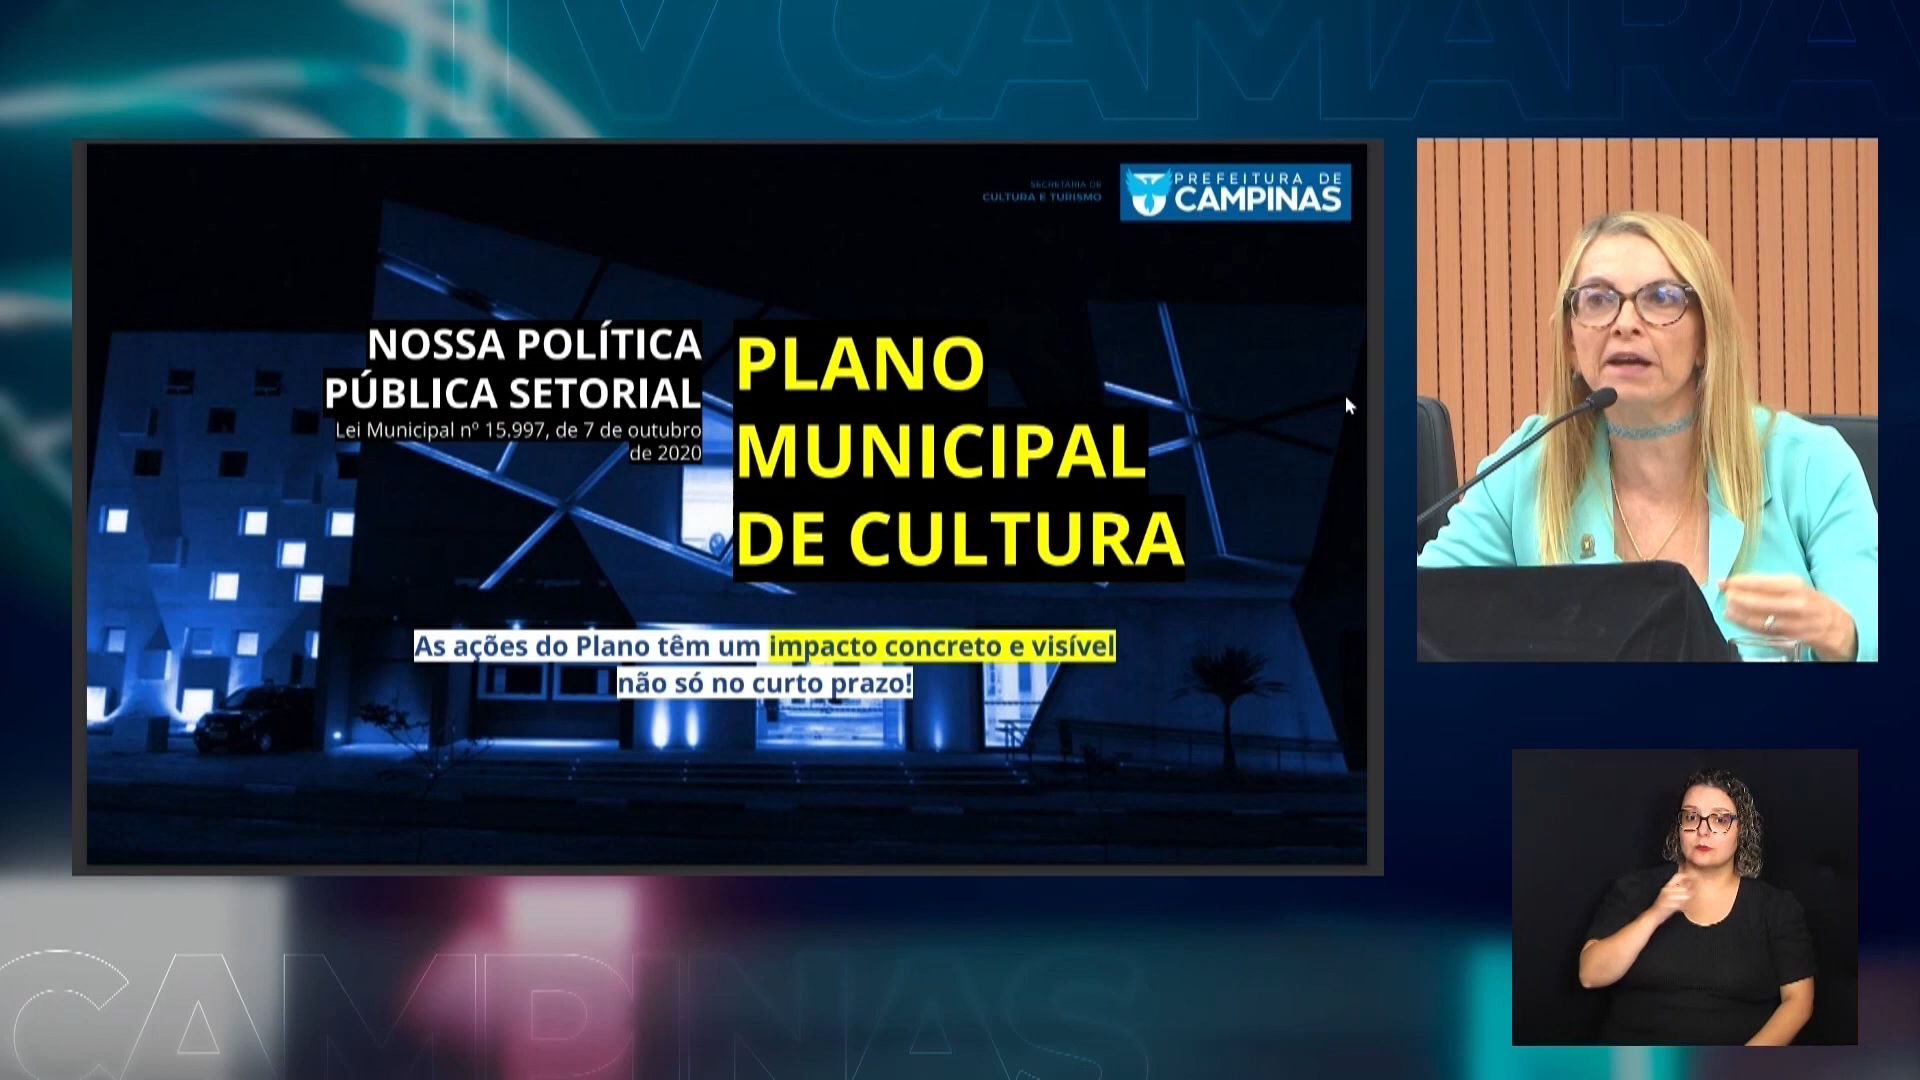 TV CÂMARA
SECRETARIA DE
CULTURA E TURISMO
PREFEITURA DE
CAMPINAS
NOSSA POLÍTICA
PÚBLICA SETORIAL
Lei Municipal nº 15.997, de 7 de outubro
de 2020
PLANO
MUNICIPAL
DE CULTURA
As ações do Plano têm um impacto concreto e visível
não só no curto prazo!
CAMPINAS